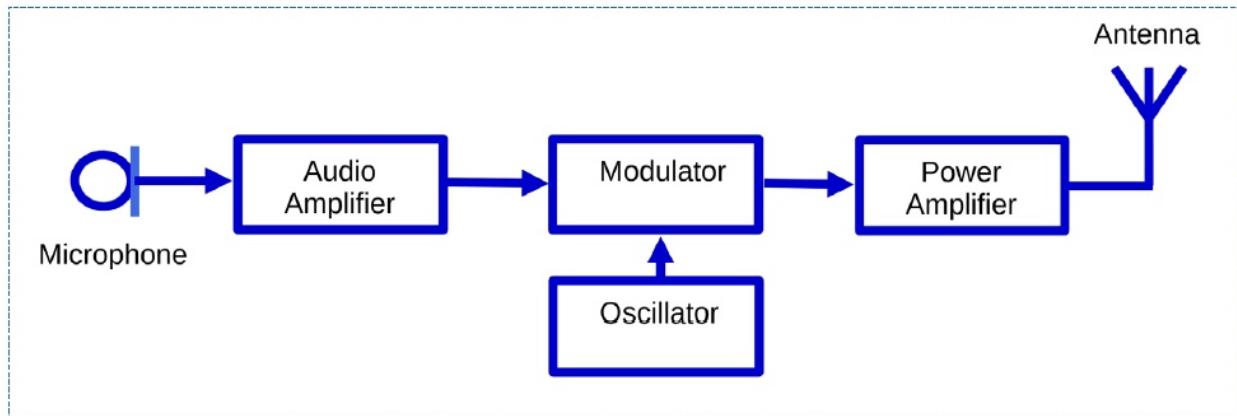 Antenna
Audio
Amplifier
Modulator
Power
Amplifier
Microphone
Oscillator